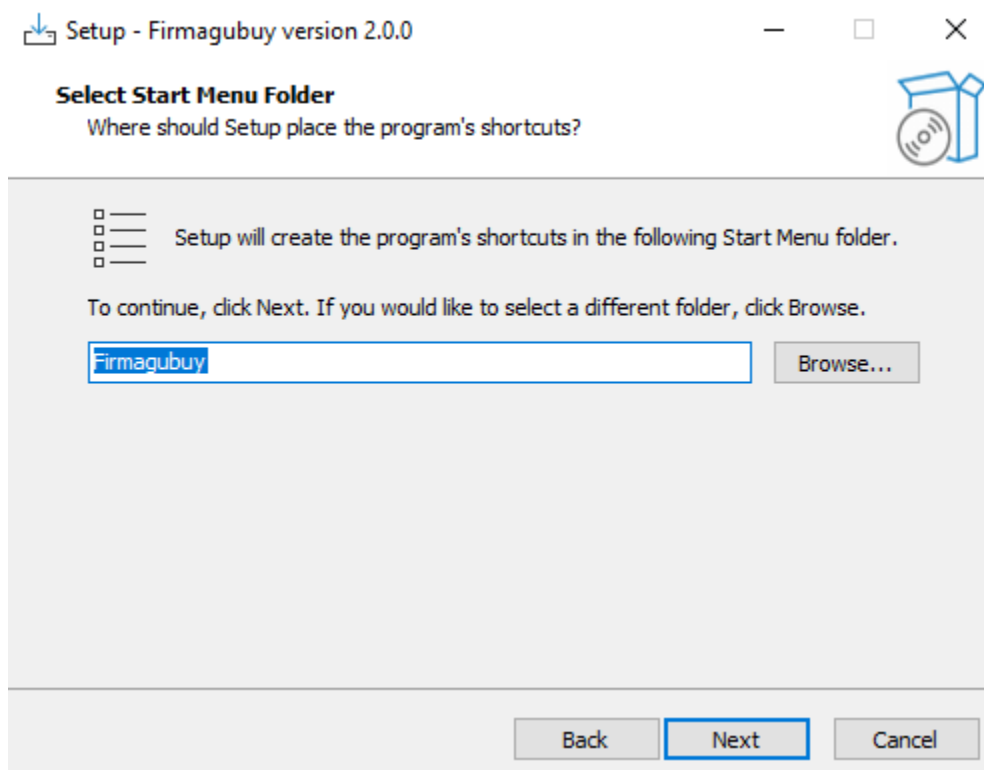 Setup - Firmagubuy version 2.0.0
Select Start Menu Folder
Where should Setup place the program's shortcuts?
Setup will create the program's shortcuts in the following Start Menu folder.
To continue, click Next. If you would like to select a different folder, click Browse.
Firmagubuy
Browse...
Back
Next
Cancel